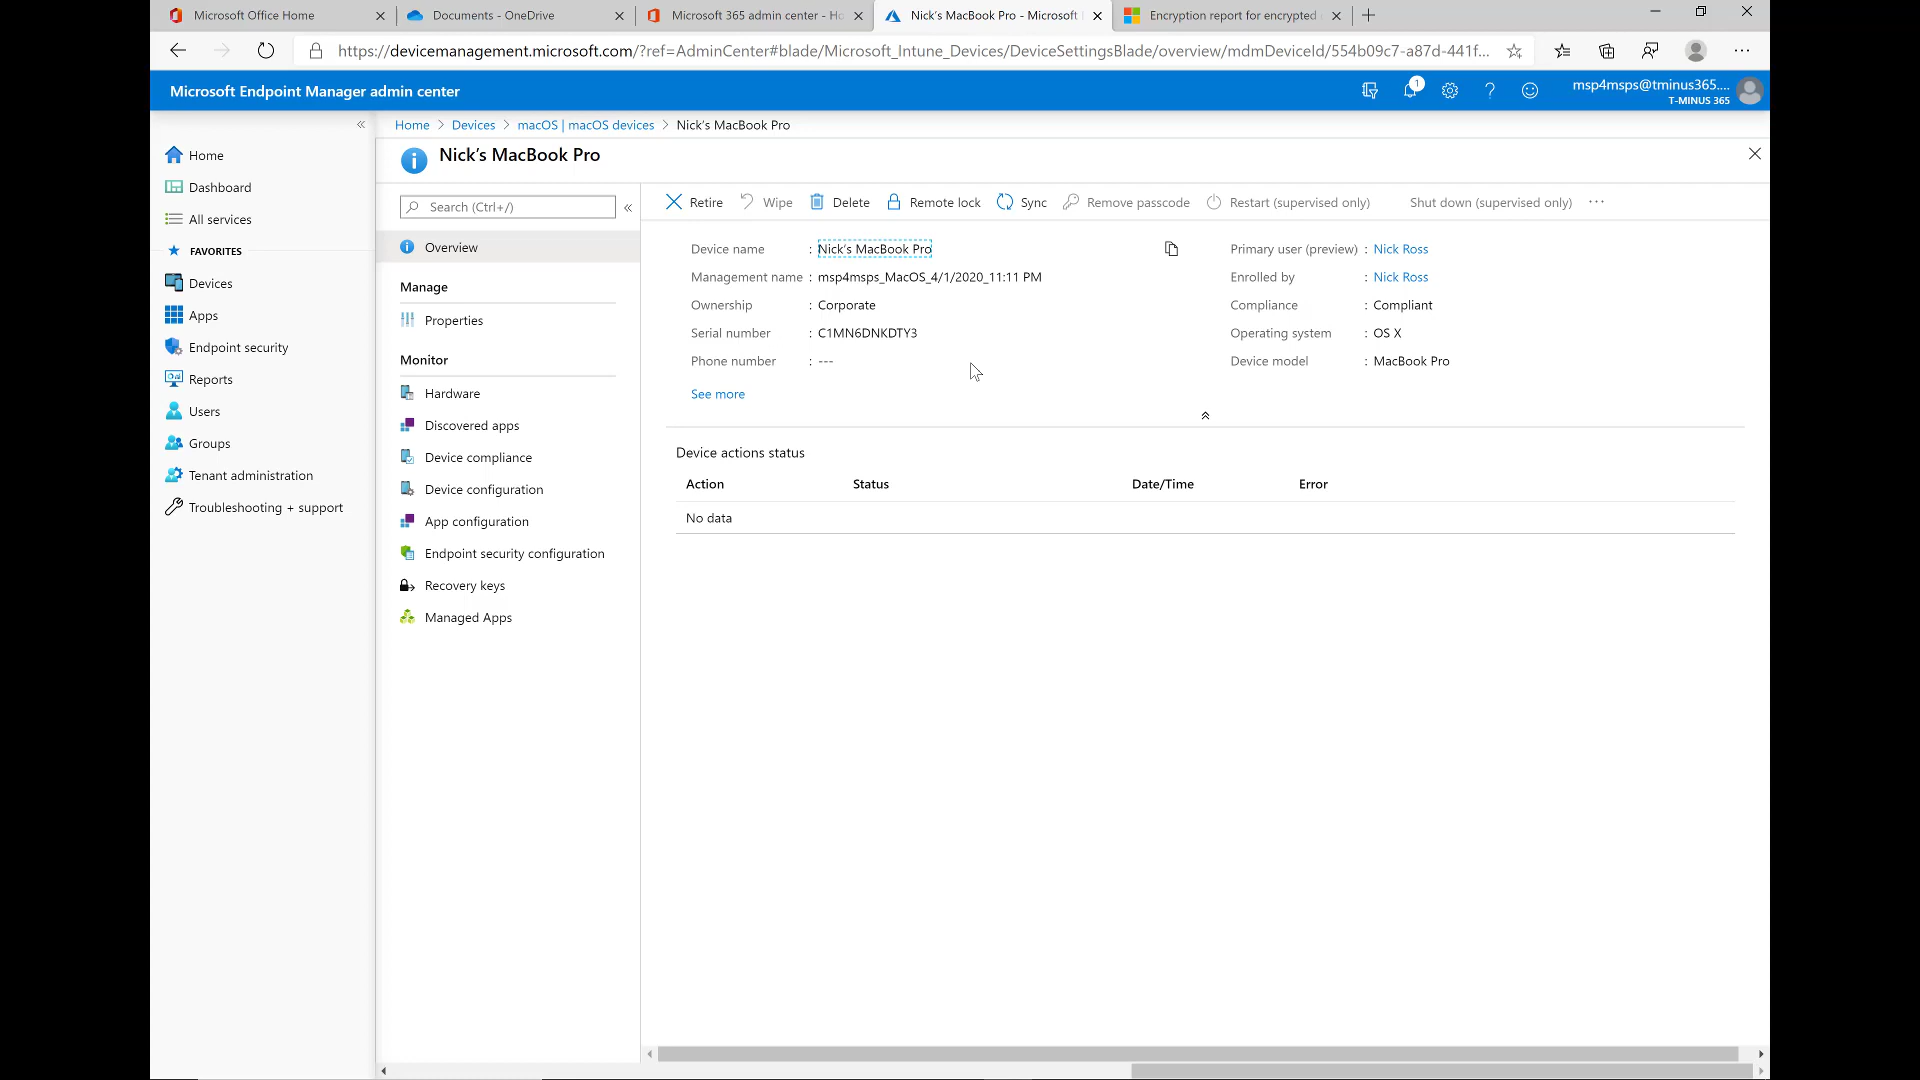 Microsoft Office Home
Documents - OneDrive
Microsoft 365 admin center - Ho
Nick's MacBook Pro - Microsoft
Encryption report for encrypted
https://devicemanagement.microsoft.com/?ref=AdminCenter#blade/Microsoft_Intune_Devices/DeviceSettingsBlade/overview/mdmDeviceId/554b09c7-a87d-441f...
Microsoft Endpoint Manager admin center
1
msp4msps@tminus365....
T-MINUS 365
Home > Devices > macOS | macOS devices > Nick's MacBook Pro
Nick's MacBook Pro
Home
Dashboard
All services
FAVORITES
Devices
Apps
Endpoint security
Reports
Users
Groups
Tenant administration
Troubleshooting + support
Search (Ctrl+/)
Overview
Manage
Properties
Monitor
Hardware
Discovered apps
Device compliance
Device configuration
App configuration
Endpoint security configuration
Recovery keys
Managed Apps
Retire Wipe Delete Remote lock Sync Remove passcode Restart (supervised only) Shut down (supervised only) ···
Device name : Nick's MacBook Pro
Management name : msp4msps_MacOS_4/1/2020_11:11 PM
Ownership : Corporate
Serial number : C1MN6DNKDTY3
Phone number : ---
See more
Primary user (preview) : Nick Ross
Enrolled by : Nick Ross
Compliance : Compliant
Operating system : OS X
Device model : MacBook Pro
Device actions status
Action Status Date/Time Error
No data